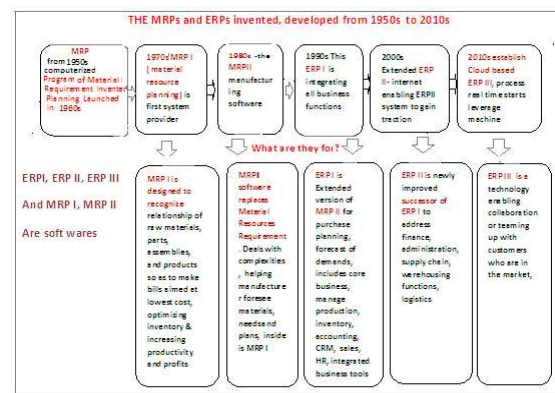 THE MRPs and ERPs invented, developed from 1950s to 2010s
MRP
from 1950s
computerized
Program of Material
Requirement Invented
Planning Launched
in 1960s
1970s MRP I
( material
resource
planning) is
first system
provider
1980s -the
MRPII
manufactur
ing
software
1990s This
ERP I is
integrating
all business
functions
2000s
Extended ERP
II- internet
enabling ERPII
system to gain
traction
2010s establish
Cloud based
ERP III, process
real time starts
leverage
machine
What are they for?
ERPI, ERP II, ERP III
And MRP I, MRP II
Are soft wares
MRP I is
designed to
recognize
relationship of
raw materials,
parts,
assemblies,
and products
so as to make
bills aimed at
lowest cost,
optimizing
inventory &
increasing
productivity
and profits
MRPII
software
replaces
Material
Resources
Requirement
. Deals with
complexities
, helping
manufacture
r foresee
materials,
needs and
plans, inside
is MRP I
ERP I is
Extended
version of
MRP II for
purchase
planning,
forecast of
demands,
includes core
business,
manage
production,
inventory,
accounting,
CRM, sales,
HR, integrated
business tools
ERP II is newly
improved
successor of
ERP I to
address
finance,
administration,
supply chain,
warehousing
functions,
logistics
ERP III is a
technology
enabling
collaboration
or teaming
up with
customers
who are in
the market,